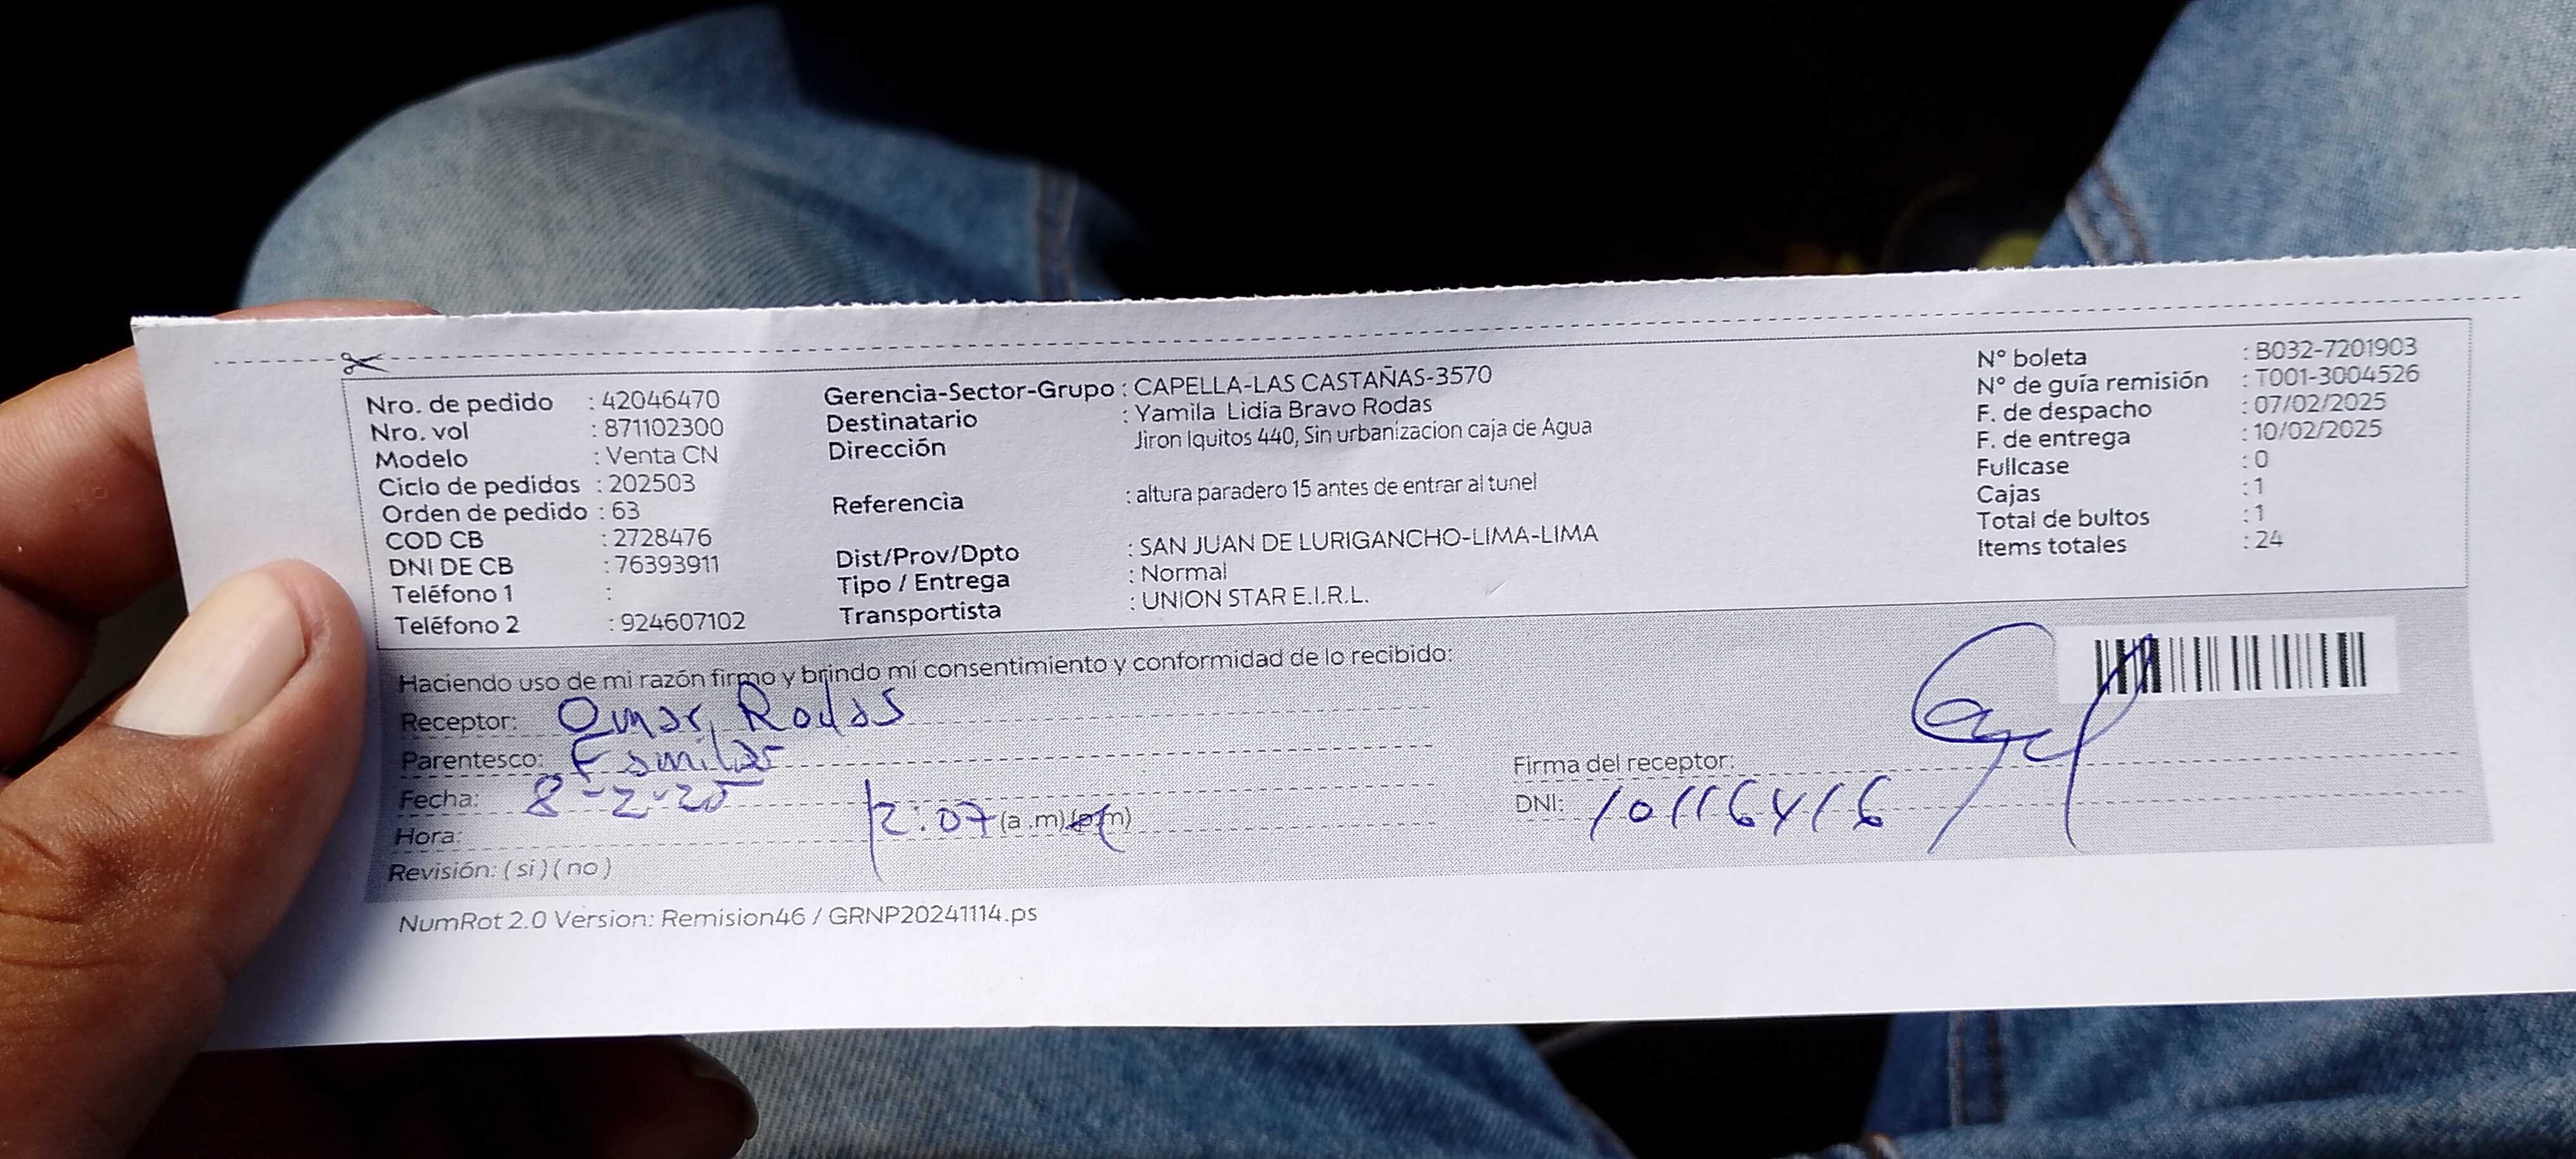 Nro. de pedido : 42046470
Nro. vol : 871102300
Modelo : Venta CN
Ciclo de pedidos : 202503
Orden de pedido : 63
COD CB : 2728476
DNI DE CB : 76393911
Teléfono 1 :
Teléfono 2 : 924607102
Gerencia-Sector-Grupo : CAPELLA-LAS CASTAÑAS-3570
Destinatario : Yamila Lidia Bravo Rodas
Dirección Jiron Iquitos 440, Sin urbanizacion caja de Agua
Referencia : altura paradero 15 antes de entrar al tunel
Dist/Prov/Dpto : SAN JUAN DE LURIGANCHO-LIMA-LIMA
Tipo / Entrega : Normal
Transportista : UNION STAR E.I.R.L.
N° boleta : B032-7201903
N° de guía remisión : T001-3004526
F. de despacho : 07/02/2025
F. de entrega : 10/02/2025
Fullcase : 0
Cajas : 1
Total de bultos : 1
Items totales : 24
Haciendo uso de mi razón firmo y brindo mi consentimiento y conformidad de lo recibido:
Receptor: Omar Rodas
Parentesco: Familiar
Fecha: 8-2-25
Hora: 12:07 (a.m) (p.m)
Revisión: (si) (no)
Firma del receptor:
DNI: 10116416
NumRot 2.0 Version: Remision46 / GRNP20241114.ps